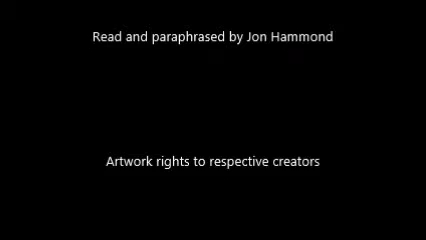 Read and paraphrased by Jon Hammond
Artwork rights to respective creators